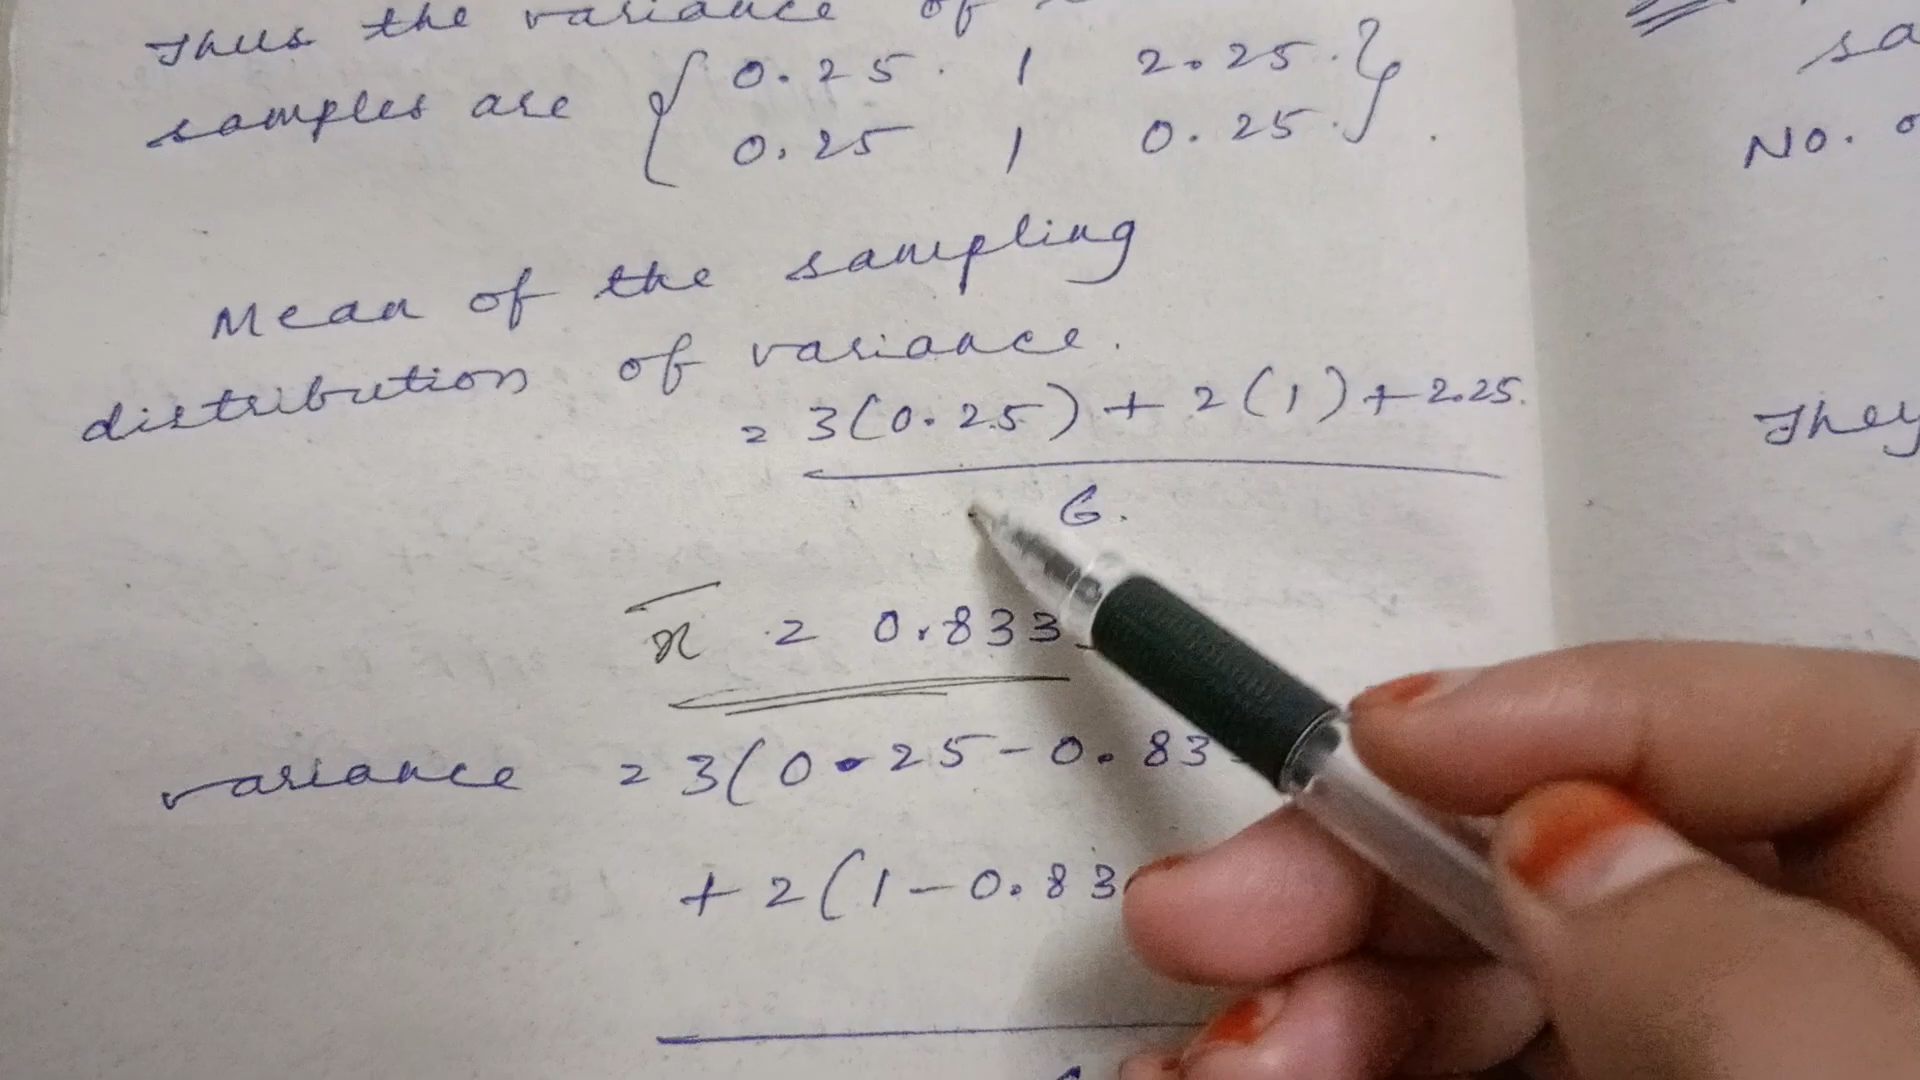 Thus the variance of
samples are { 0.25 , 1 2.25. }
0.25 , 1 0.25. .
Mean of the sampling
distribution of variance.
= 3(0.25) + 2(1) + 2.25.
6.
x̄ = 0.833
variance = 3(0.25 - 0.83
+ 2(1 - 0.83
sa
No. o
They